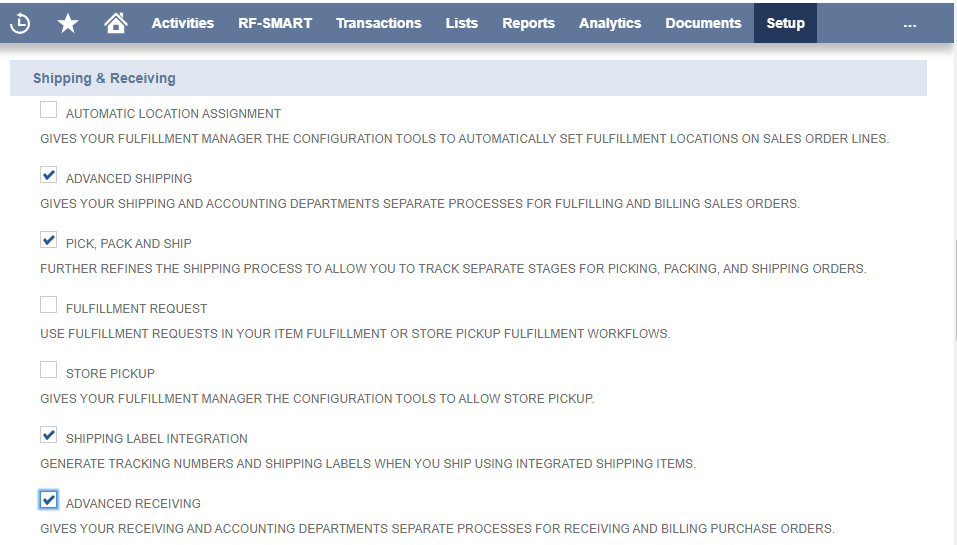 Activities RF-SMART Transactions Lists Reports Analytics Documents Setup ...
Shipping & Receiving
AUTOMATIC LOCATION ASSIGNMENT
GIVES YOUR FULFILLMENT MANAGER THE CONFIGURATION TOOLS TO AUTOMATICALLY SET FULFILLMENT LOCATIONS ON SALES ORDER LINES.
ADVANCED SHIPPING
GIVES YOUR SHIPPING AND ACCOUNTING DEPARTMENTS SEPARATE PROCESSES FOR FULFILLING AND BILLING SALES ORDERS.
PICK, PACK AND SHIP
FURTHER REFINES THE SHIPPING PROCESS TO ALLOW YOU TO TRACK SEPARATE STAGES FOR PICKING, PACKING, AND SHIPPING ORDERS.
FULFILLMENT REQUEST
USE FULFILLMENT REQUESTS IN YOUR ITEM FULFILLMENT OR STORE PICKUP FULFILLMENT WORKFLOWS.
STORE PICKUP
GIVES YOUR FULFILLMENT MANAGER THE CONFIGURATION TOOLS TO ALLOW STORE PICKUP.
SHIPPING LABEL INTEGRATION
GENERATE TRACKING NUMBERS AND SHIPPING LABELS WHEN YOU SHIP USING INTEGRATED SHIPPING ITEMS.
ADVANCED RECEIVING
GIVES YOUR RECEIVING AND ACCOUNTING DEPARTMENTS SEPARATE PROCESSES FOR RECEIVING AND BILLING PURCHASE ORDERS.